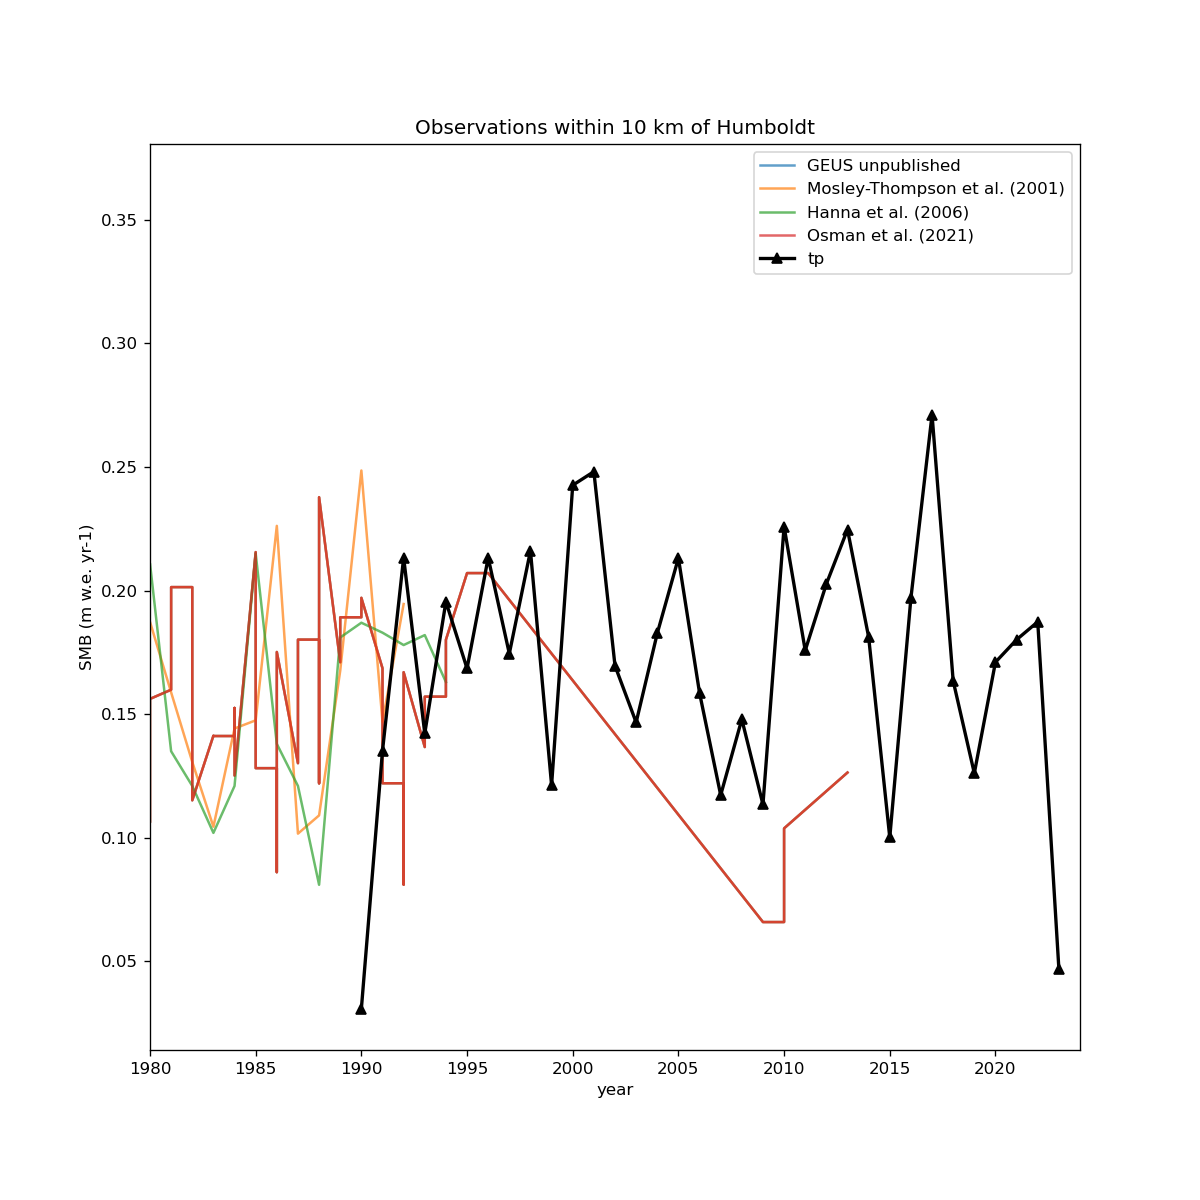 Observations within 10 km of Humboldt
GEUS unpublished
Mosley-Thompson et al. (2001)
Hanna et al. (2006)
Osman et al. (2021)
tp
SMB (m w.e. yr-1)
0.35
0.30
0.25
0.20
0.15
0.10
0.05
1980 1985 1990 1995 2000 2005 2010 2015 2020
year